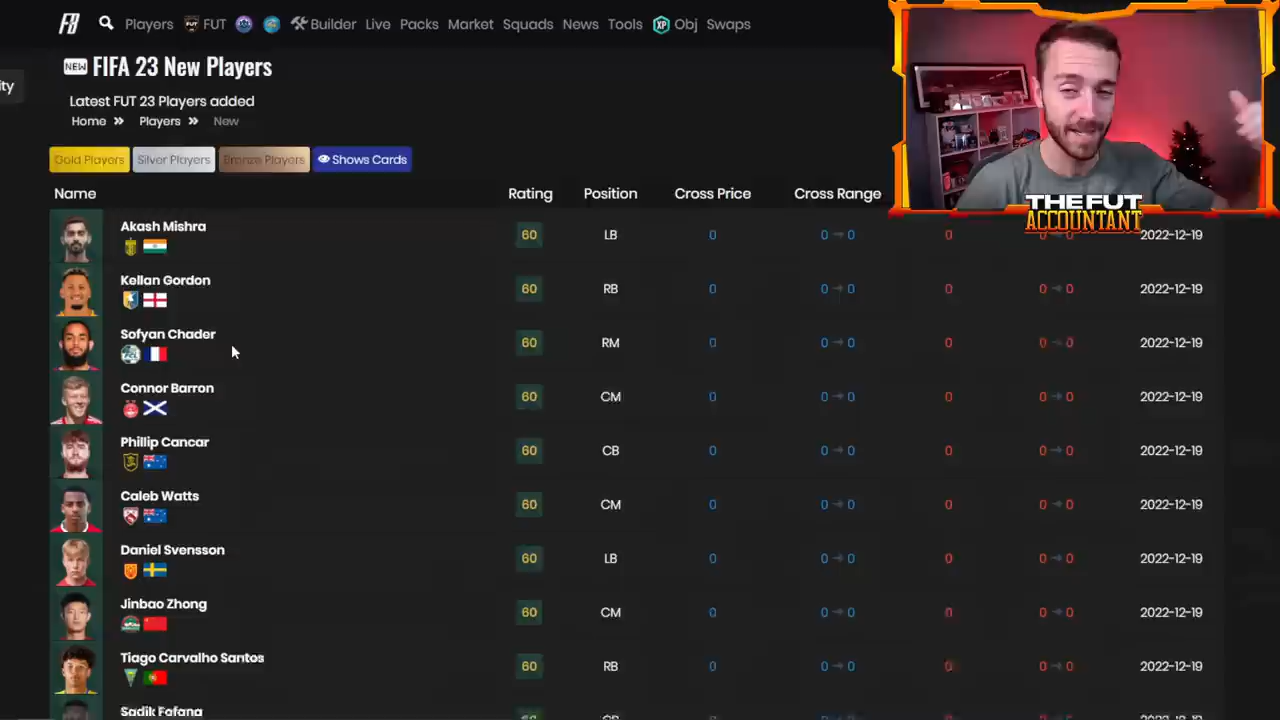 F8 Players FUT Builder Live Packs Market Squads News Tools XP Obj Swaps
NEW FIFA 23 New Players
ity
Latest FUT 23 Players added
Home » Players » New
Gold Players Silver Players Bronze Players Shows Cards
THE FUT
ACCOUNTANT
Name Rating Position Cross Price Cross Range
Akash Mishra 60 LB 0 0 → 0 0 0 → 0 2022-12-19
Kellan Gordon 60 RB 0 0 → 0 0 0 → 0 2022-12-19
Sofyan Chader 60 RM 0 0 → 0 0 0 → 0 2022-12-19
Connor Barron 60 CM 0 0 → 0 0 0 → 0 2022-12-19
Phillip Cancar 60 CB 0 0 → 0 0 0 → 0 2022-12-19
Caleb Watts 60 CM 0 0 → 0 0 0 → 0 2022-12-19
Daniel Svensson 60 LB 0 0 → 0 0 0 → 0 2022-12-19
Jinbao Zhong 60 CM 0 0 → 0 0 0 → 0 2022-12-19
Tiago Carvalho Santos 60 RB 0 0 → 0 0 0 → 0 2022-12-19
Sadik Fofana